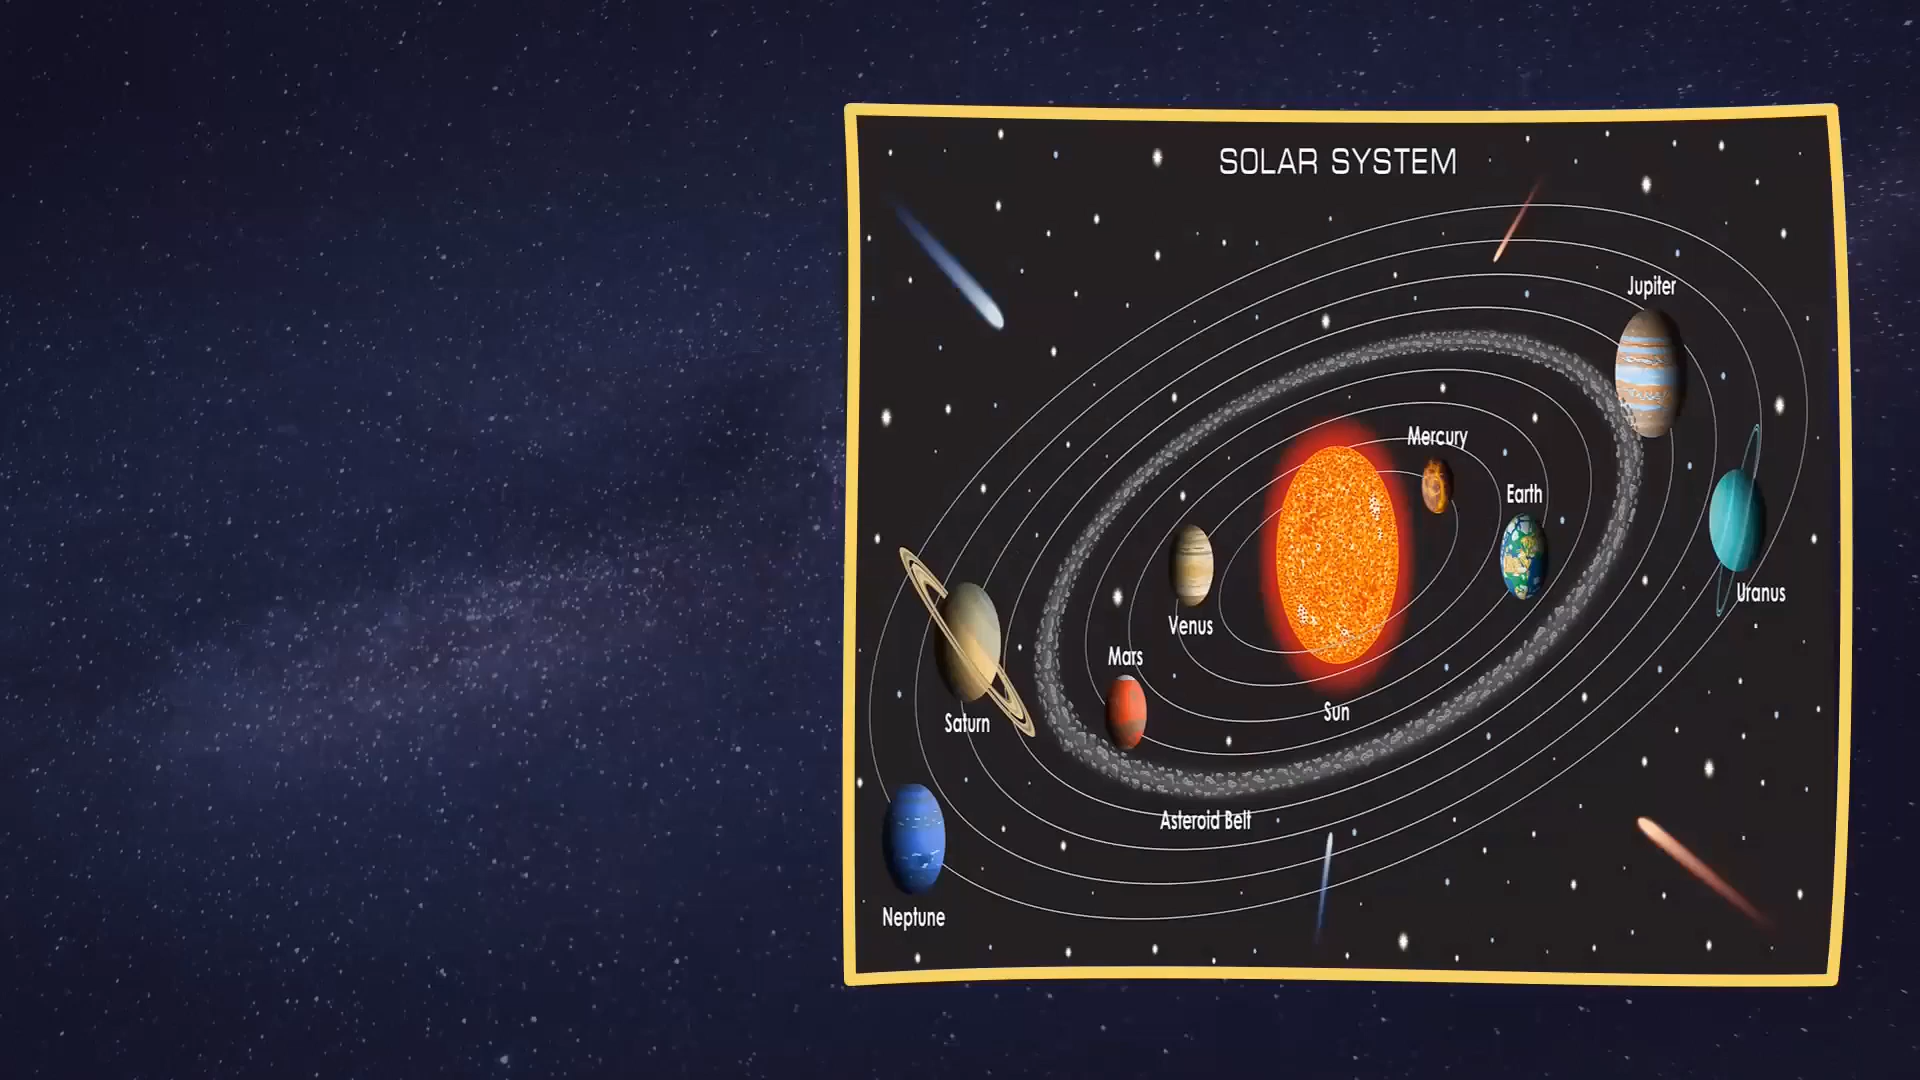 SOLAR SYSTEM
Jupiter
Mercury
Earth
Uranus
Venus
Mars
Sun
Saturn
Asteroid Belt
Neptune